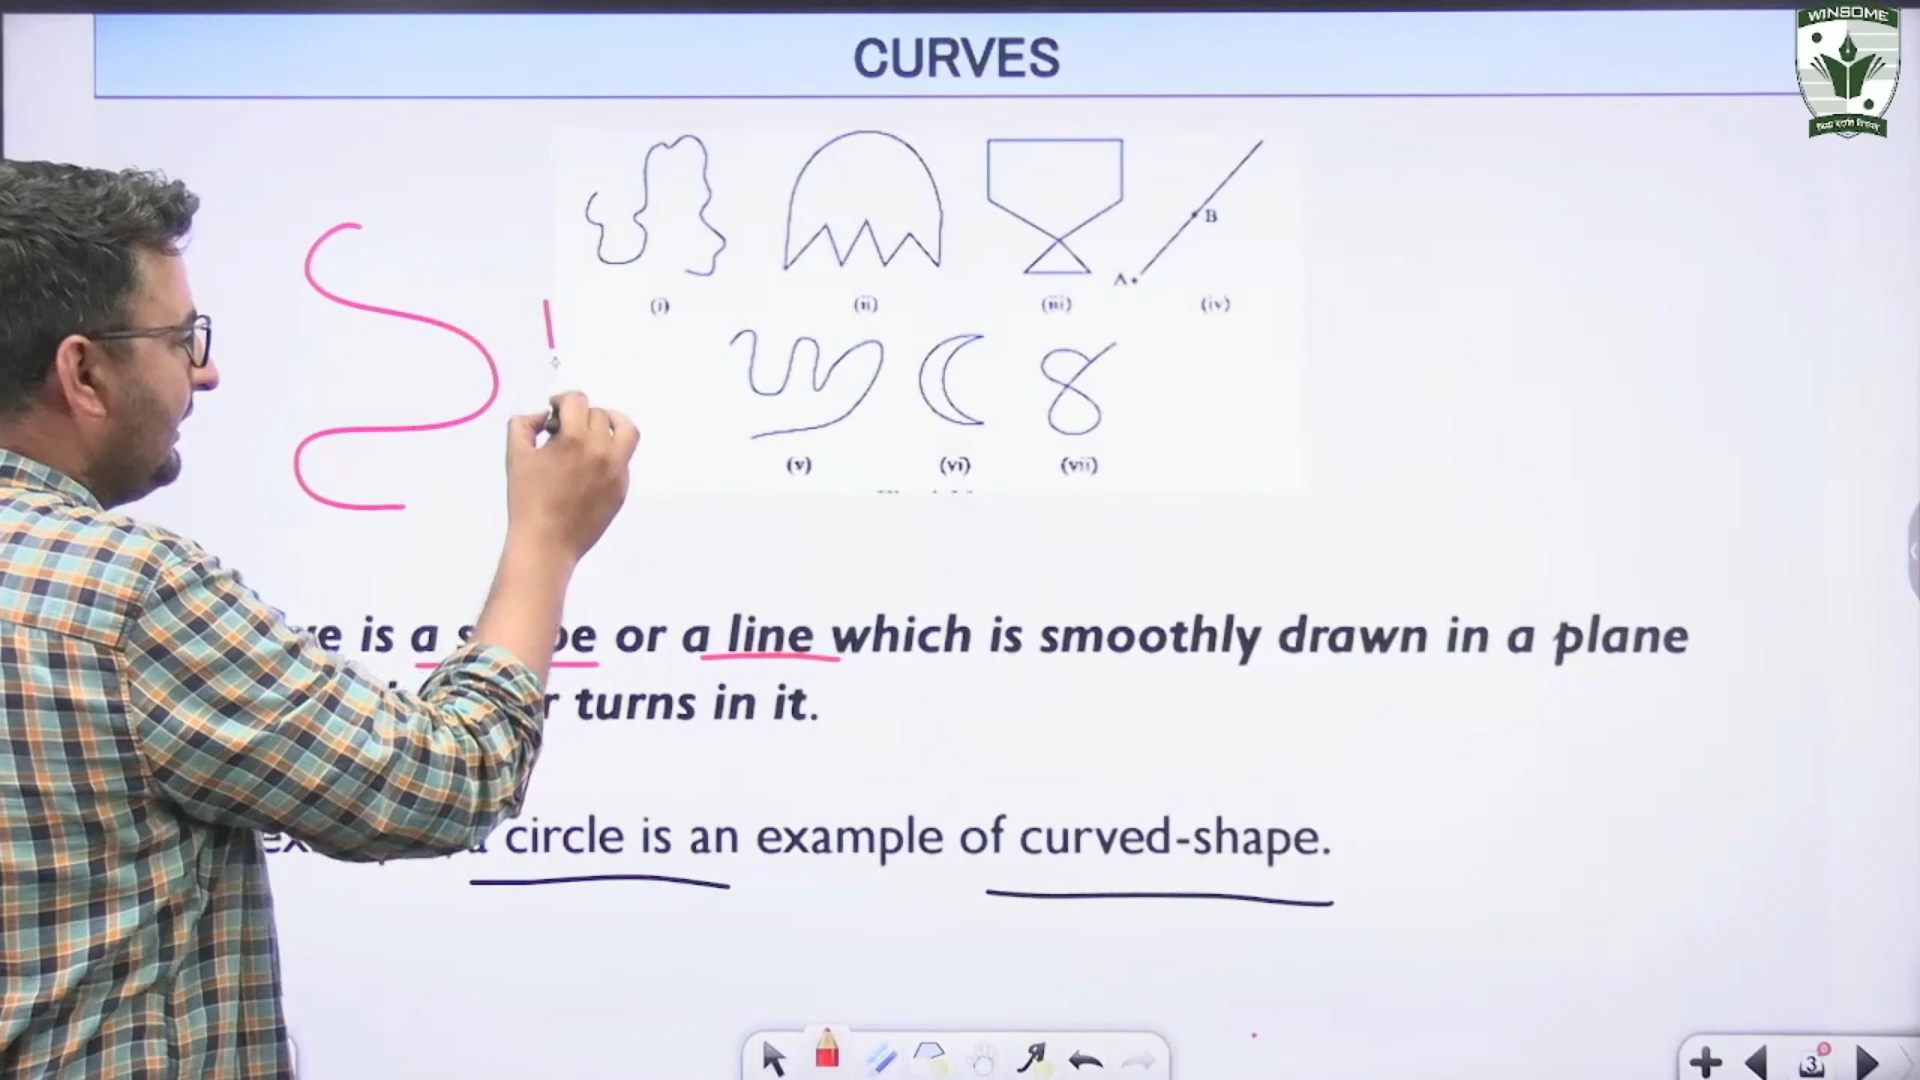 CURVES
WINSOME
B
A
(i) (ii) (iii) (iv)
(v) (vi) (vii)
is a or a line which is smoothly drawn in a plane
turns in it.
circle is an example of curved-shape.
3